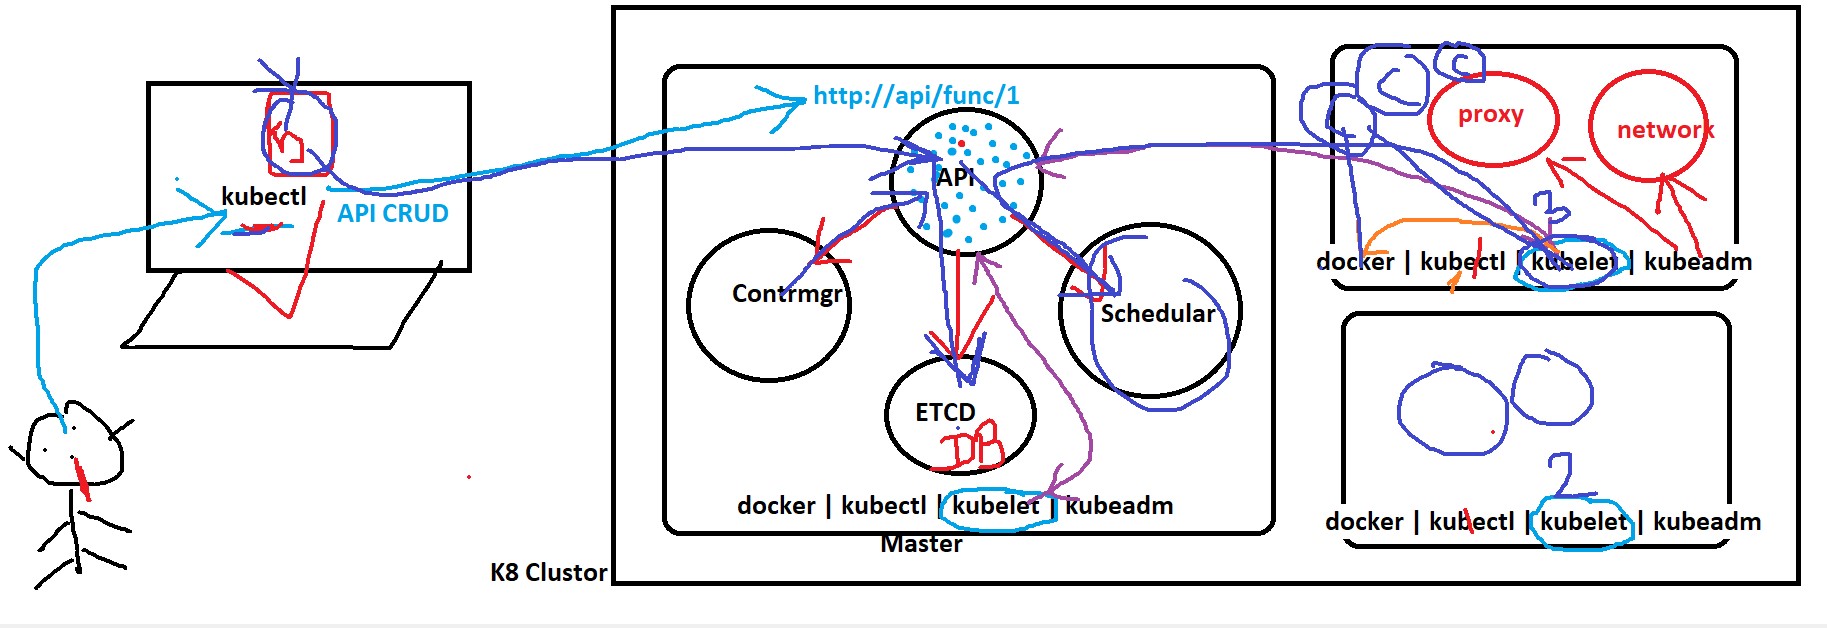 kubectl
API CRUD
K8 Clustor
http://api/func/1
API
Contrmgr
Schedular
ETCD
DB
docker | kubectl | kubelet | kubeadm
Master
C
C
proxy
network
3
docker | kubectl | kubelet | kubeadm
2
docker | kubectl | kubelet | kubeadm